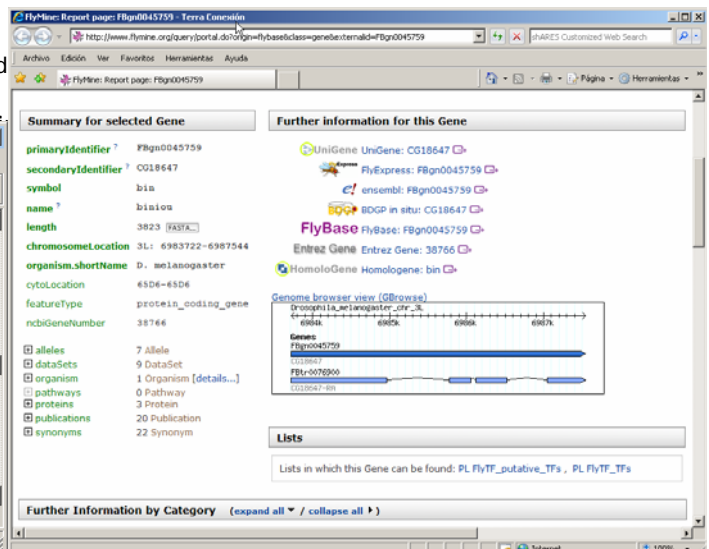 FlyMine: Report page: FBgn0045759 - Terra Conexión
http://www.flymine.org/query/portal.do?origin=flybase&class=gene&externalid=FBgn0045759
shARES Customized Web Search
Archivo Edición Ver Favoritos Herramientas Ayuda
FlyMine: Report page: FBgn0045759
Página Herramientas
Summary for selected Gene
primaryIdentifier ? FBgn0045759
secondaryIdentifier ? CG18647
symbol bin
name ? biniou
length 3823 FASTA...
chromosomeLocation 3L: 6983722-6987544
organism.shortName D. melanogaster
cytoLocation 65D6-65D6
featureType protein_coding_gene
ncbiGeneNumber 38766
alleles 7 Allele
dataSets 9 DataSet
organism 1 Organism [details...]
pathways 0 Pathway
proteins 3 Protein
publications 20 Publication
synonyms 22 Synonym
Further information for this Gene
UniGene UniGene: CG18647
FlyExpress: FBgn0045759
e! ensembl: FBgn0045759
BDGP in situ: CG18647
FlyBase FlyBase: FBgn0045759
Entrez Gene Entrez Gene: 38766
HomoloGene Homologene: bin
Genome browser view (GBrowse)
Drosophila_melanogaster_chr_3L
6984k 6985k 6986k 6987k
Genes
FBgn0045759
CG18647
FBtr0076900
CG18647-RA
Lists
Lists in which this Gene can be found: PL FlyTF_putative_TFs , PL FlyTF_TFs
Further Information by Category (expand all / collapse all )
Internet 100%